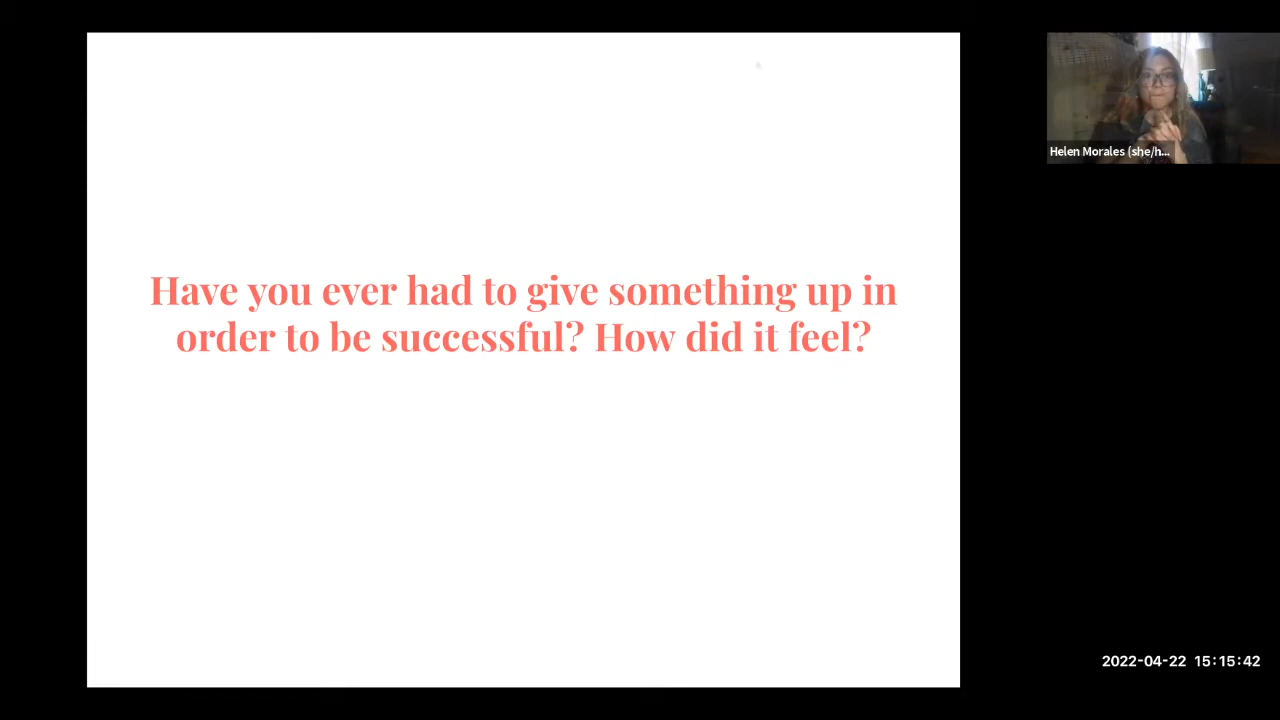 Have you ever had to give something up in
order to be successful? How did it feel?
Helen Morales (she/h...
2022-04-22 15:15:42